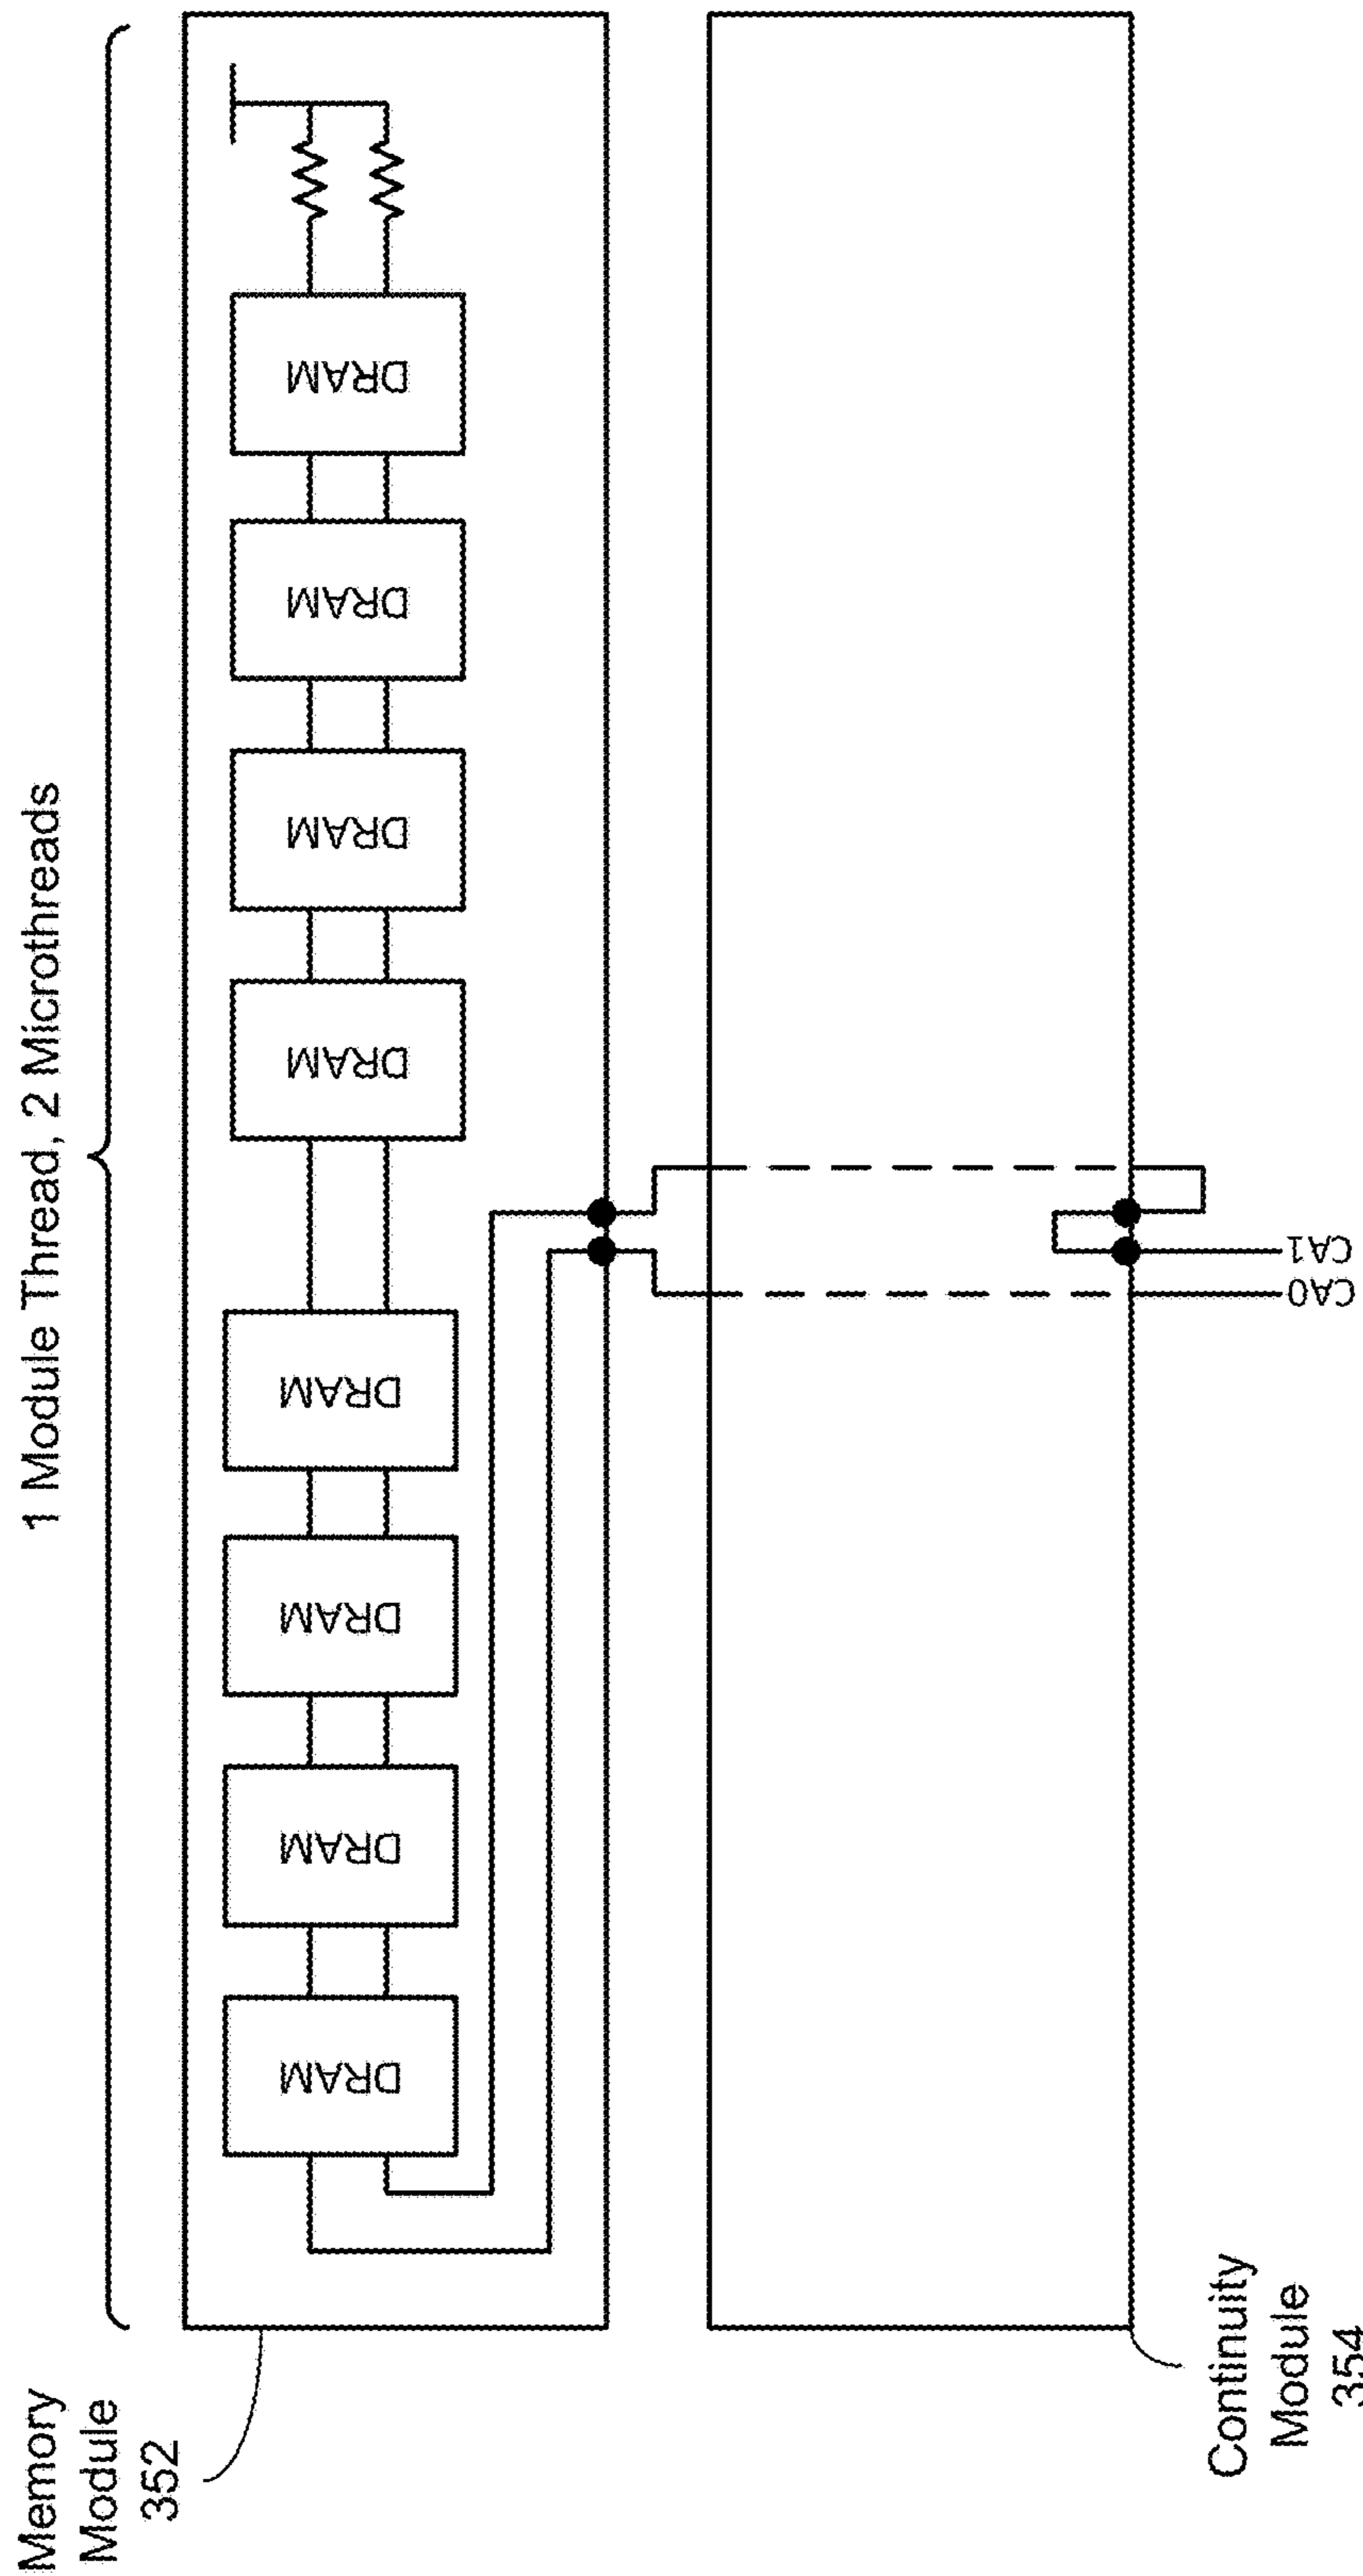 1 Module Thread, 2 Microthreads
Memory
Module
352
DRAM
DRAM
DRAM
DRAM
DRAM
DRAM
DRAM
DRAM
CA0
CA1
Continuity
Module
354